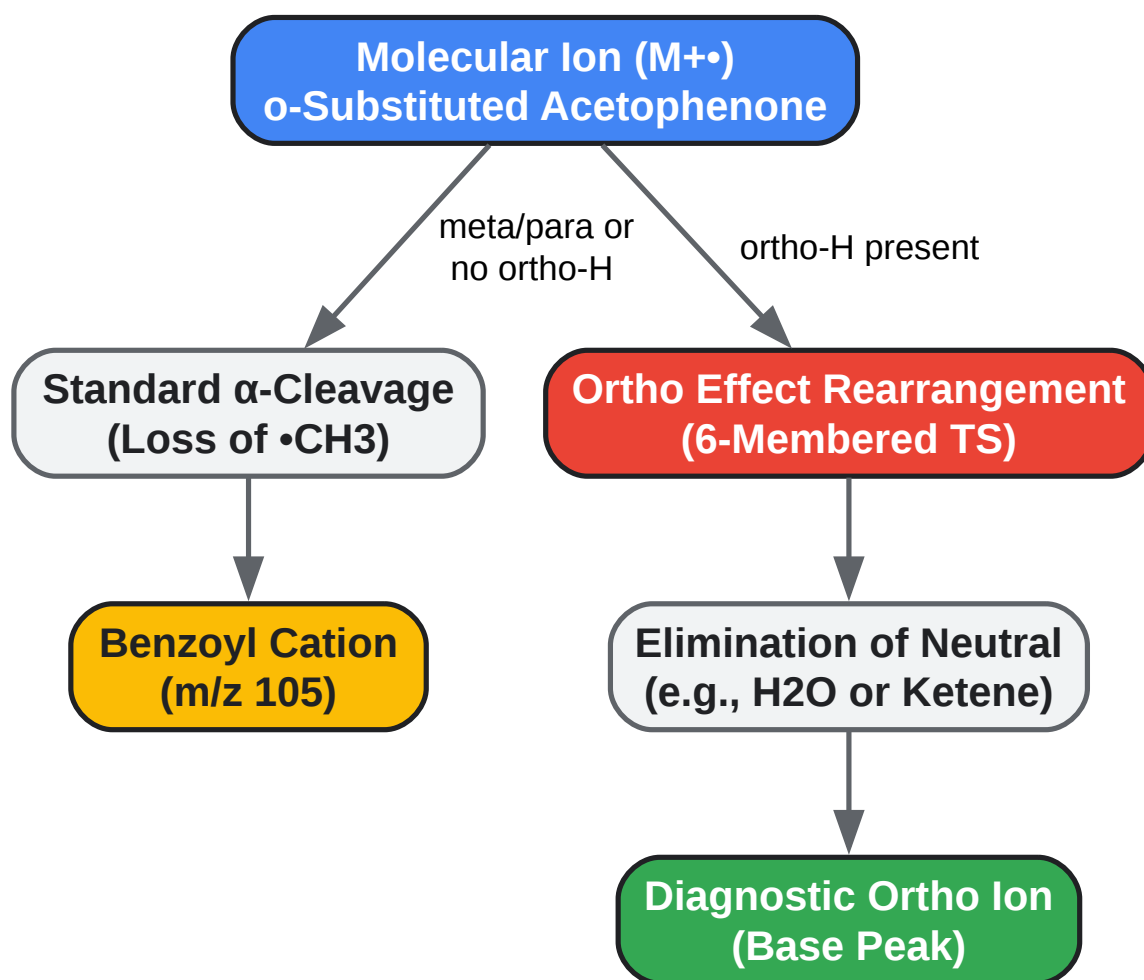 Molecular Ion (M+•)
o-Substituted Acetophenone
meta/para or
no ortho-H
ortho-H present
Standard α-Cleavage
(Loss of •CH3)
Ortho Effect Rearrangement
(6-Membered TS)
Benzoyl Cation
(m/z 105)
Elimination of Neutral
(e.g., H2O or Ketene)
Diagnostic Ortho Ion
(Base Peak)